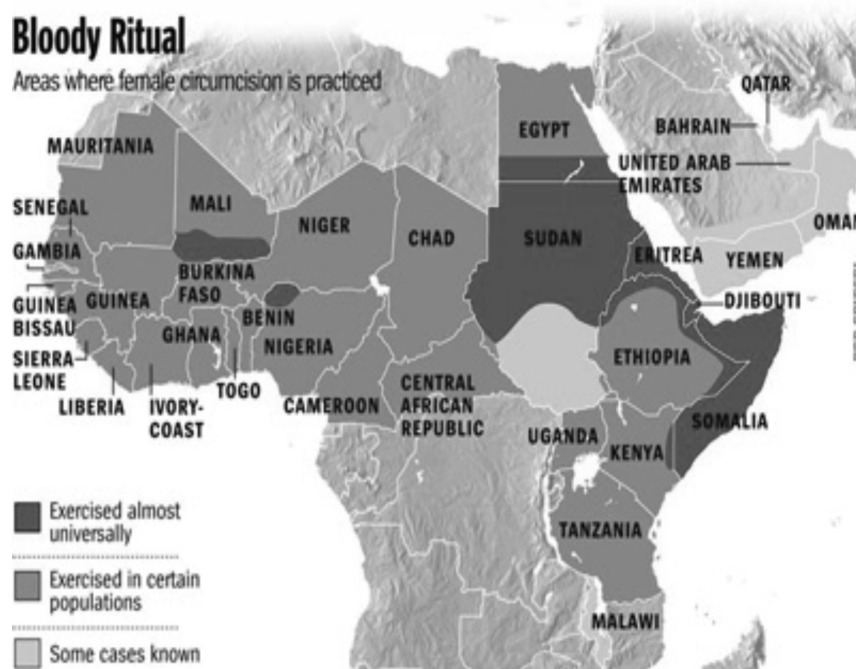 Bloody Ritual
Areas where female circumcision is practiced
QATAR
MAURITANIA
EGYPT
BAHRAIN
UNITED ARAB
EMIRATES
SENEGAL
MALI
NIGER
CHAD
SUDAN
OMAN
GAMBIA
ERITREA
YEMEN
BURKINA
FASO
GUINEA
BISSAU
GUINEA
BENIN
DJIBOUTI
GHANA
NIGERIA
ETHIOPIA
SIERRA
LEONE
TOGO
LIBERIA
IVORY-
COAST
CAMEROON
CENTRAL
AFRICAN
REPUBLIC
SOMALIA
UGANDA
KENYA
TANZANIA
MALAWI
Exercised almost
universally
Exercised in certain
populations
Some cases known